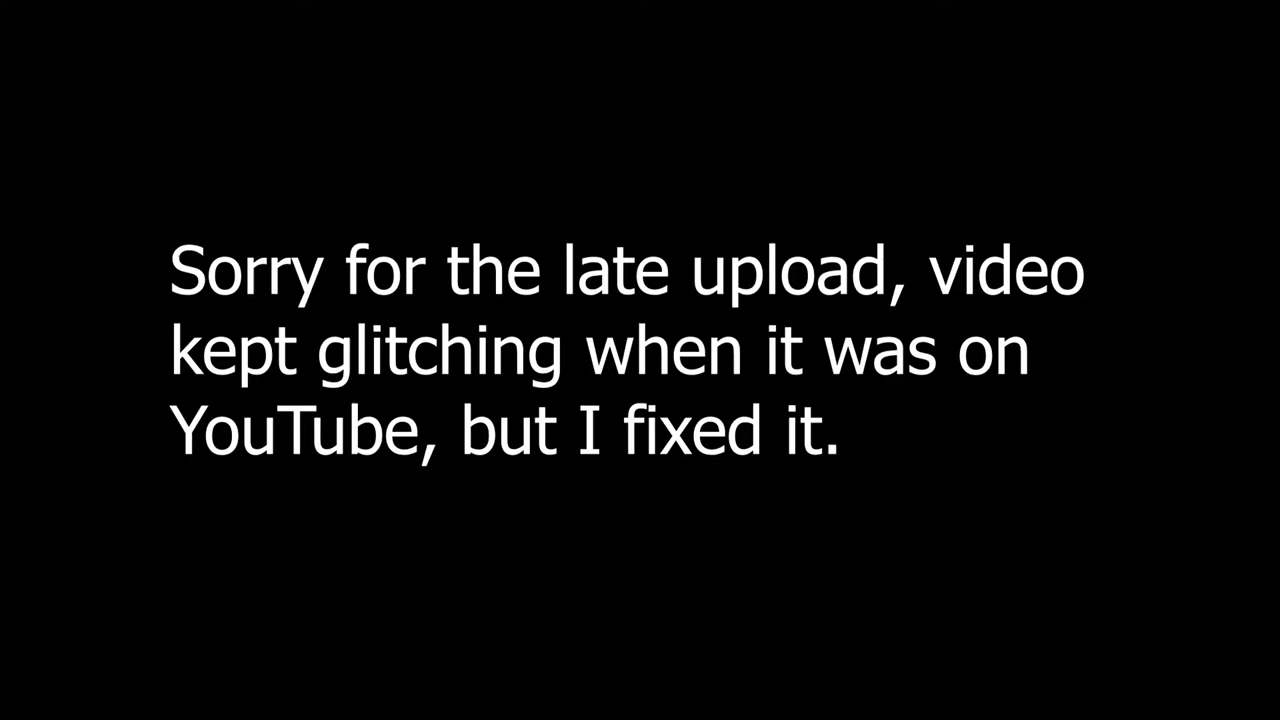 Sorry for the late upload, video
kept glitching when it was on
YouTube, but I fixed it.